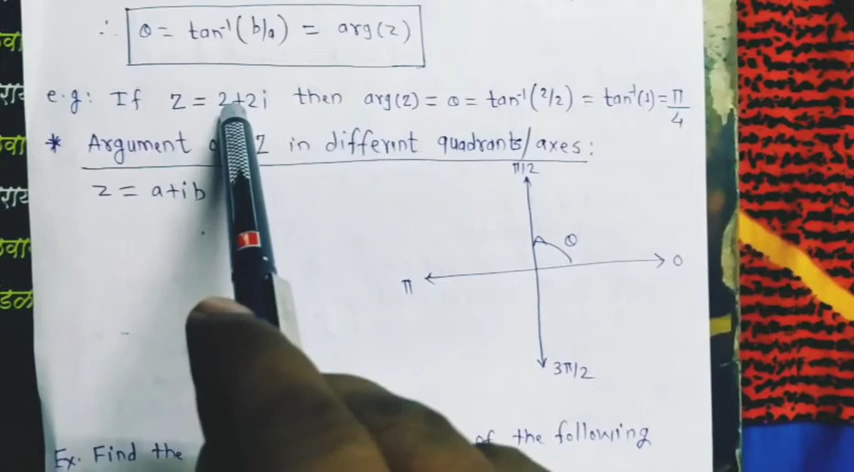 ∴ θ = tan⁻¹(b/a) = arg(z)
e.g: If z = 2+2i then arg(z) = θ = tan⁻¹(2/2) = tan⁻¹(1) = π/4
* Argument Z in different quadrants/axes:
z = a+ib
π/2
θ
0
π
3π/2
Ex. Find the of the following